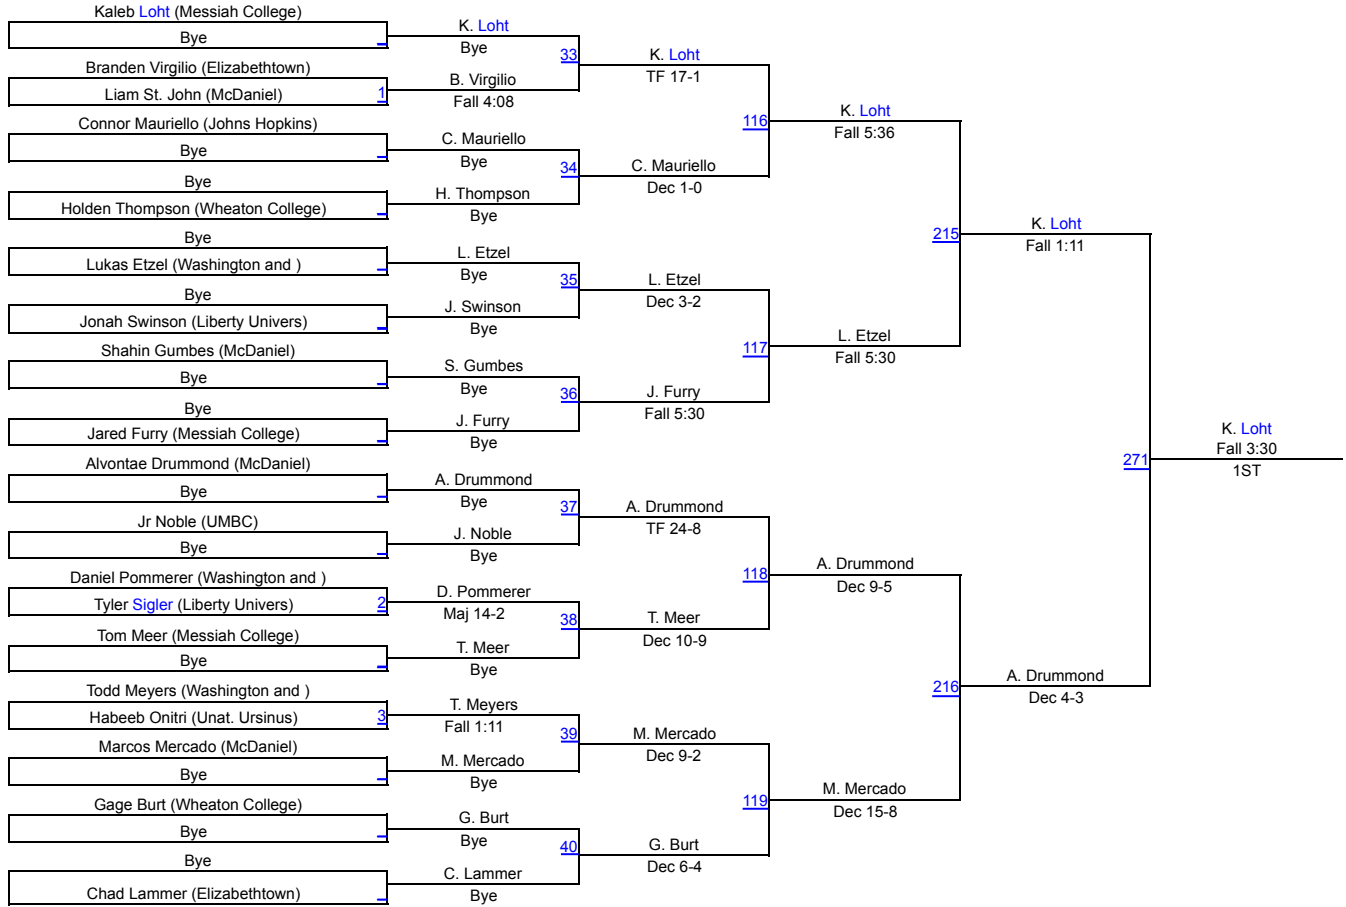 Kaleb Loht (Messiah College)
Bye
Branden Virgilio (Elizabethtown)
Liam St. John (McDaniel)
1
Connor Mauriello (Johns Hopkins)
Bye
Bye
Holden Thompson (Wheaton College)
Bye
Lukas Etzel (Washington and )
Bye
Jonah Swinson (Liberty Univers)
Shahin Gumbes (McDaniel)
Bye
Bye
Jared Furry (Messiah College)
Alvontae Drummond (McDaniel)
Bye
Jr Noble (UMBC)
Bye
Daniel Pommerer (Washington and )
Tyler Sigler (Liberty Univers)
2
Tom Meer (Messiah College)
Bye
Todd Meyers (Washington and )
Habeeb Onitri (Unat. Ursinus)
3
Marcos Mercado (McDaniel)
Bye
Gage Burt (Wheaton College)
Bye
Bye
Chad Lammer (Elizabethtown)
K. Loht
Bye
33
B. Virgilio
Fall 4:08
C. Mauriello
Bye
34
H. Thompson
Bye
L. Etzel
Bye
35
J. Swinson
Bye
S. Gumbes
Bye
36
J. Furry
Bye
A. Drummond
Bye
37
J. Noble
Bye
D. Pommerer
Maj 14-2
38
T. Meer
Bye
T. Meyers
Fall 1:11
39
M. Mercado
Bye
G. Burt
Bye
40
C. Lammer
Bye
K. Loht
TF 17-1
116
C. Mauriello
Dec 1-0
L. Etzel
Dec 3-2
117
J. Furry
Fall 5:30
A. Drummond
TF 24-8
118
T. Meer
Dec 10-9
M. Mercado
Dec 9-2
119
G. Burt
Dec 6-4
K. Loht
Fall 5:36
215
L. Etzel
Fall 5:30
A. Drummond
Dec 9-5
216
M. Mercado
Dec 15-8
K. Loht
Fall 1:11
271
A. Drummond
Dec 4-3
K. Loht
Fall 3:30
1ST